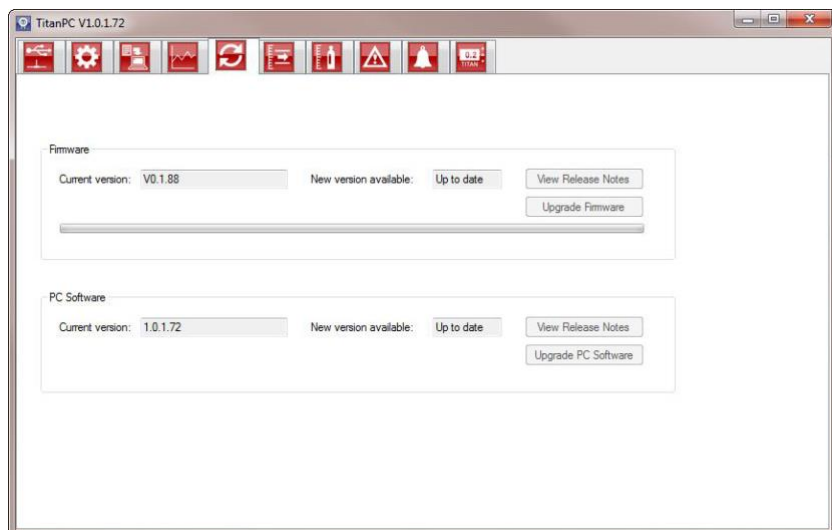 TitanPC V1.0.1.72
0.2
TITAN
Firmware
Current version: V0.1.88 New version available: Up to date View Release Notes
Upgrade Firmware
PC Software
Current version: 1.0.1.72 New version available: Up to date View Release Notes
Upgrade PC Software